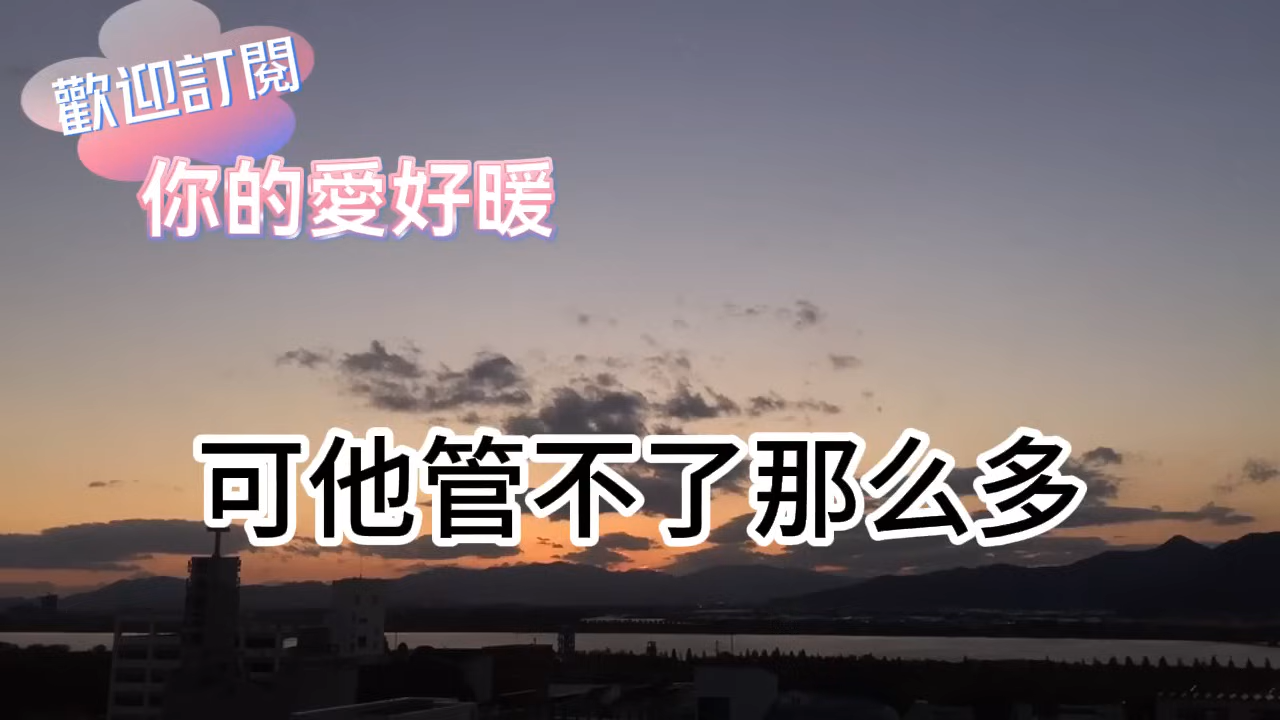 歡迎訂閱
你的愛好暖
可他管不了那么多